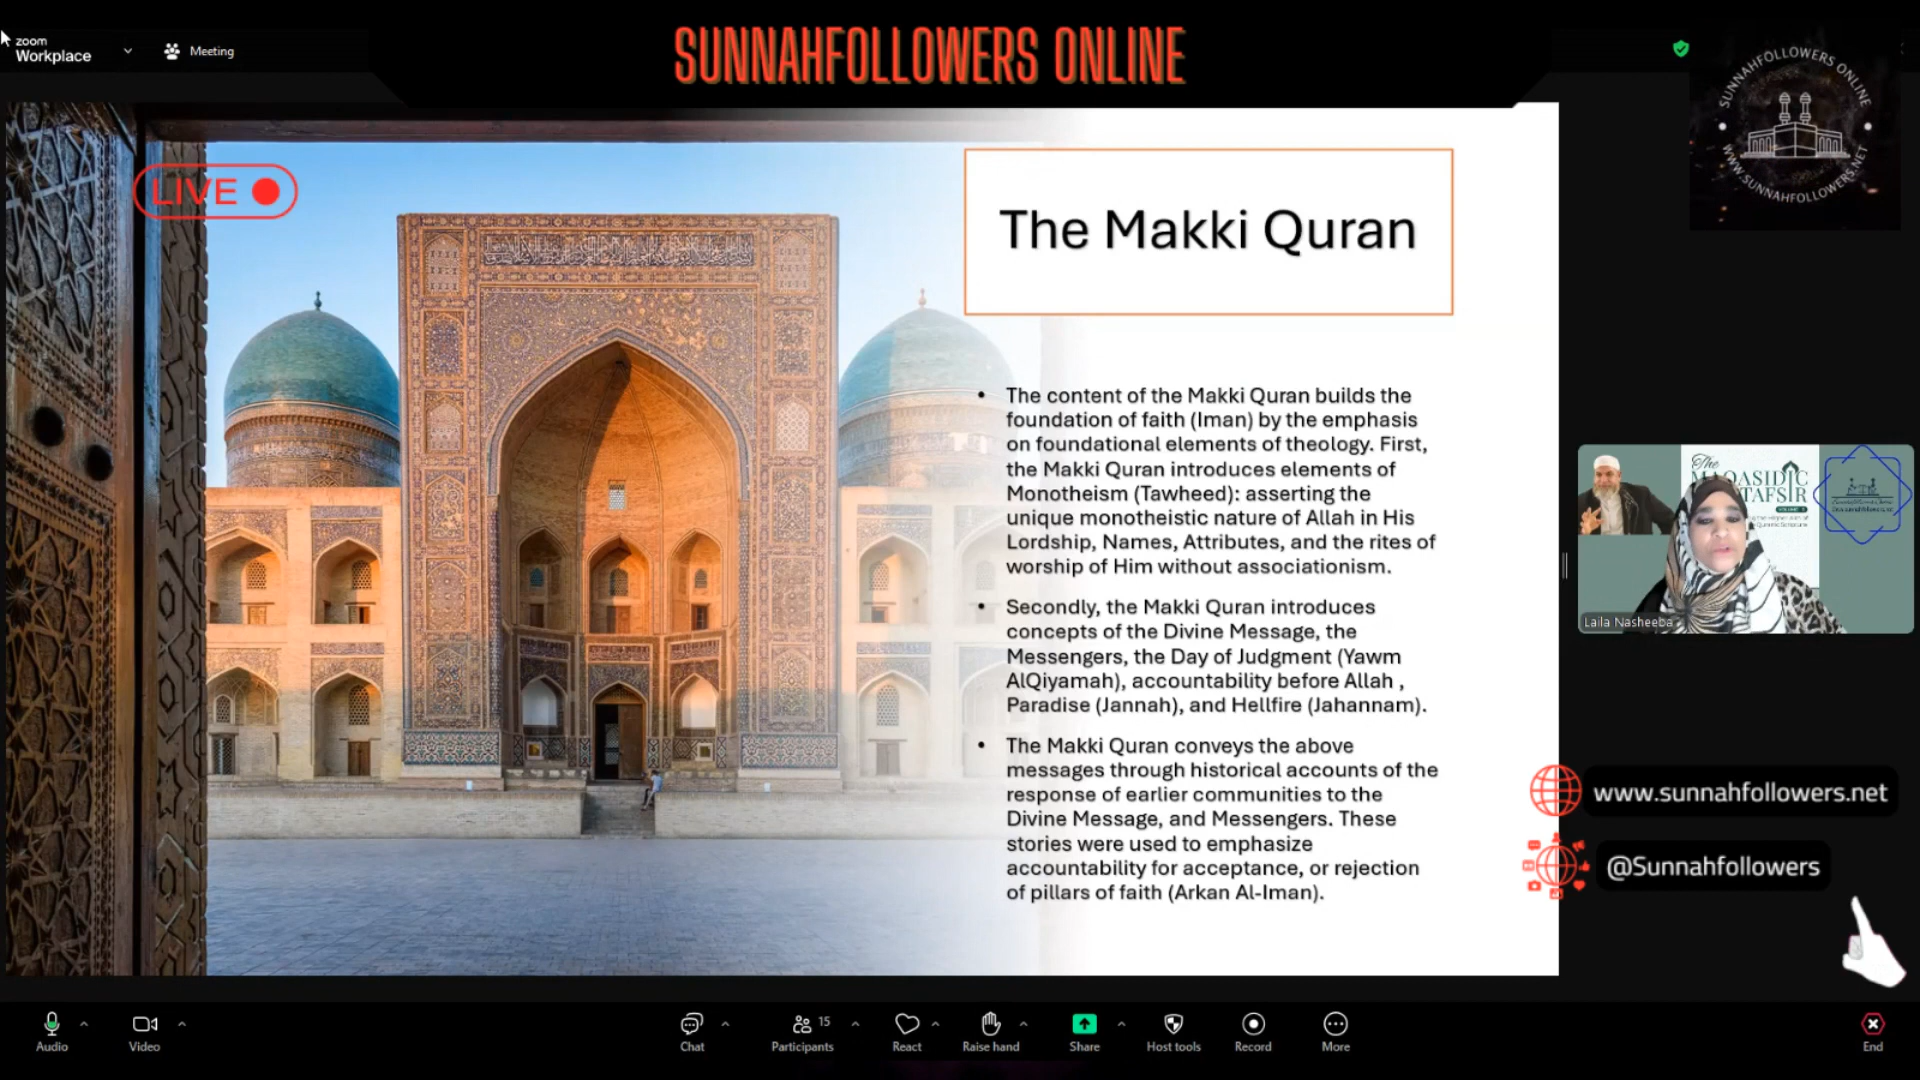 SUNNAHFOLLOWERS ONLINE
zoom
Workplace
Meeting
SUNNAHFOLLOWERS ONLINE
WWW.SUNNAHFOLLOWERS.NET
LIVE
The Makki Quran
• The content of the Makki Quran builds the
foundation of faith (Iman) by the emphasis
on foundational elements of theology. First,
the Makki Quran introduces elements of
Monotheism (Tawheed): asserting the
unique monotheistic nature of Allah in His
Lordship, Names, Attributes, and the rites of
worship of Him without associationism.
• Secondly, the Makki Quran introduces
concepts of the Divine Message, the
Messengers, the Day of Judgment (Yawm
AlQiyamah), accountability before Allah ,
Paradise (Jannah), and Hellfire (Jahannam).
• The Makki Quran conveys the above
messages through historical accounts of the
response of earlier communities to the
Divine Message, and Messengers. These
stories were used to emphasize
accountability for acceptance, or rejection
of pillars of faith (Arkan Al-Iman).
The
TAFSIR
Laila Nasheeba
www.sunnahfollowers.net
@Sunnahfollowers
Audio
Video
Chat
15
Participants
React
Raise hand
Share
Host tools
Record
More
End